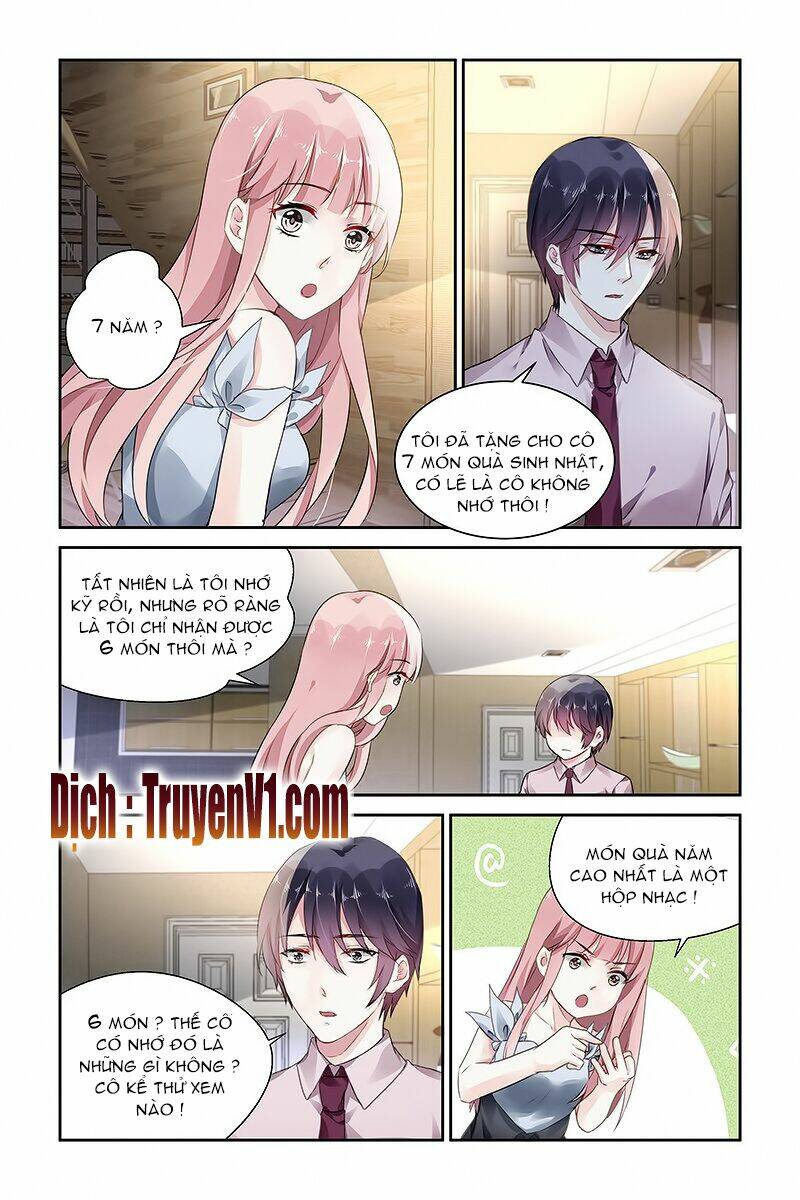 7 NĂM ?
TÔI ĐÃ TẶNG CHO CÔ
7 MÓN QUÀ SINH NHẬT,
CÓ LẼ LÀ CÔ KHÔNG
NHỚ THÔI !
TẤT NHIÊN LÀ TÔI NHỚ
KỸ RỒI, NHƯNG RÕ RÀNG
LÀ TÔI CHỈ NHẬN ĐƯỢC
6 MÓN THÔI MÀ ?
Dịch : TruyenV1.com
6 MÓN ? THẾ CÔ
CÓ NHỚ ĐÓ LÀ
NHỮNG GÌ KHÔNG ?
CÔ KỂ THỬ XEM
NÀO !
@
MÓN QUÀ NĂM
CAO NHẤT LÀ MỘT
HỘP NHẠC !